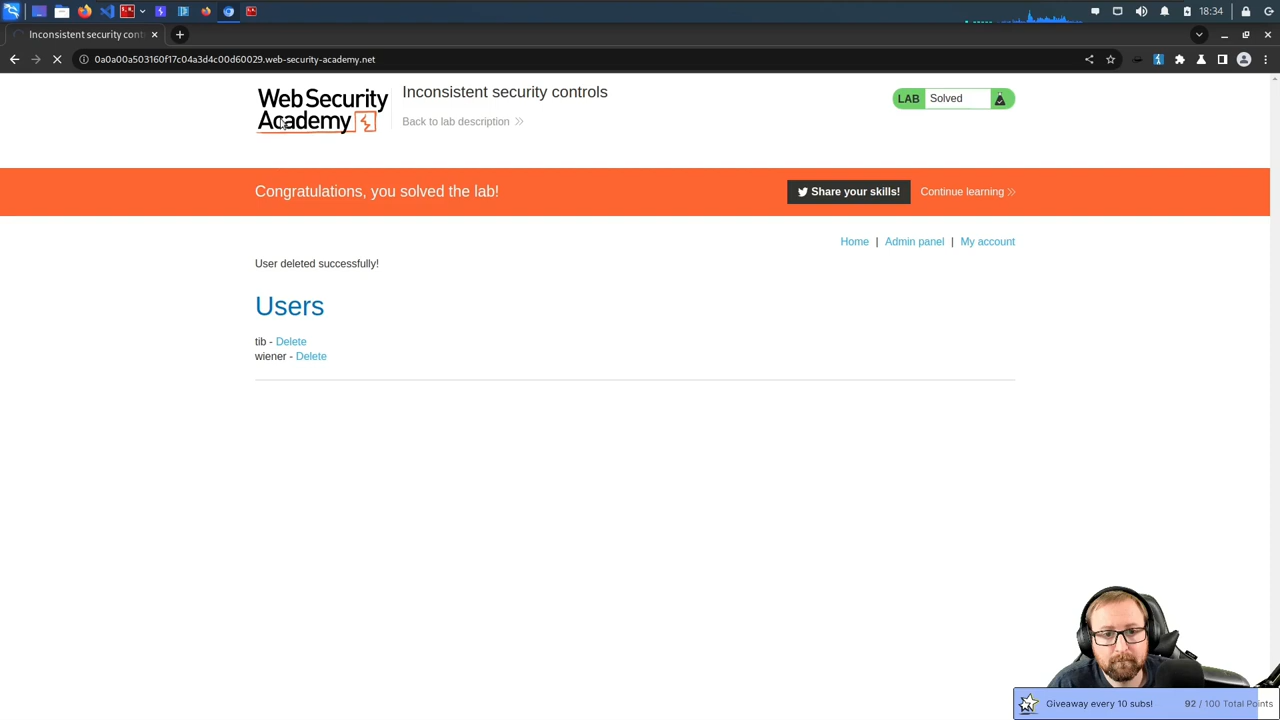 18:34
Inconsistent security cont
0a0a00a503160f17c04a3d4c00d60029.web-security-academy.net
Web Security
Academy
Inconsistent security controls
Back to lab description
LAB Solved
Congratulations, you solved the lab!
Share your skills!
Continue learning
Home | Admin panel | My account
User deleted successfully!
Users
tib - Delete
wiener - Delete
Giveaway every 10 subs! 92 / 100 Total Points